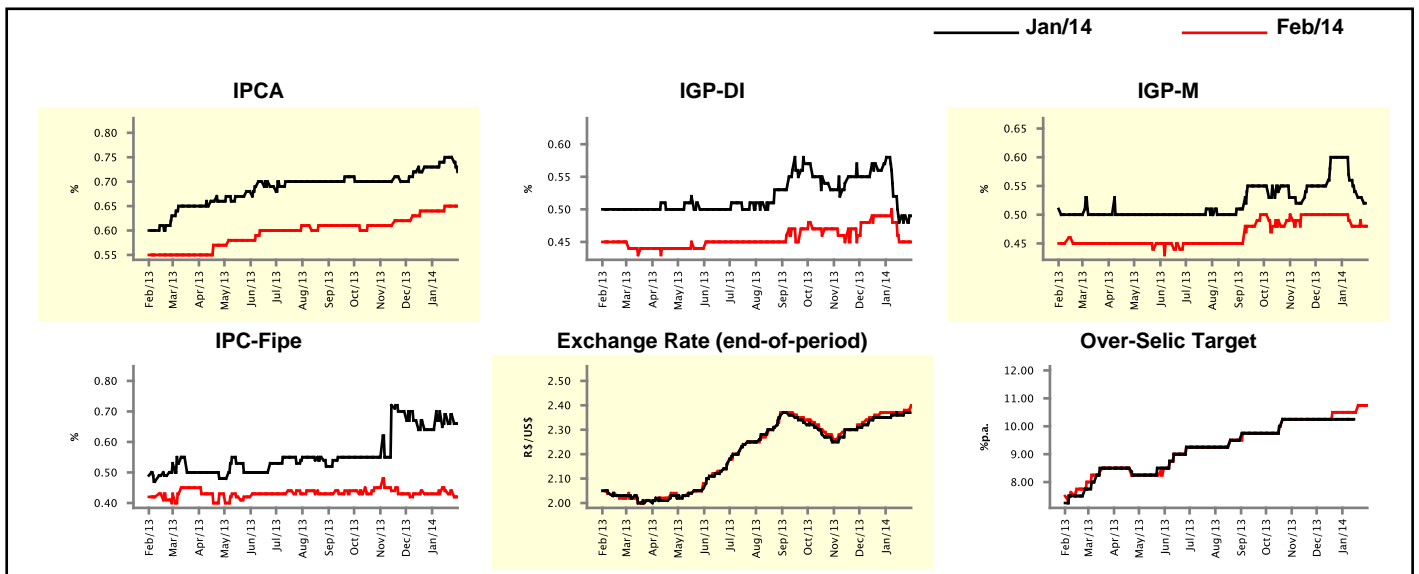 Jan/14 Feb/14
IPCA
%
0.80
0.75
0.70
0.65
0.60
0.55
Feb/13 Mar/13 Apr/13 May/13 Jun/13 Jul/13 Aug/13 Sep/13 Oct/13 Nov/13 Dec/13 Jan/14
IGP-DI
%
0.60
0.55
0.50
0.45
Feb/13 Mar/13 Apr/13 May/13 Jun/13 Jul/13 Aug/13 Sep/13 Oct/13 Nov/13 Dec/13 Jan/14
IGP-M
%
0.65
0.60
0.55
0.50
0.45
Feb/13 Mar/13 Apr/13 May/13 Jun/13 Jul/13 Aug/13 Sep/13 Oct/13 Nov/13 Dec/13 Jan/14
IPC-Fipe
%
0.80
0.70
0.60
0.50
0.40
Feb/13 Mar/13 Apr/13 May/13 Jun/13 Jul/13 Aug/13 Sep/13 Oct/13 Nov/13 Dec/13 Jan/14
Exchange Rate (end-of-period)
R$/US$
2.50
2.40
2.30
2.20
2.10
2.00
Feb/13 Mar/13 Apr/13 May/13 Jun/13 Jul/13 Aug/13 Sep/13 Oct/13 Nov/13 Dec/13 Jan/14
Over-Selic Target
%p.a.
12.00
11.00
10.00
9.00
8.00
Feb/13 Mar/13 Apr/13 May/13 Jun/13 Jul/13 Aug/13 Sep/13 Oct/13 Nov/13 Dec/13 Jan/14